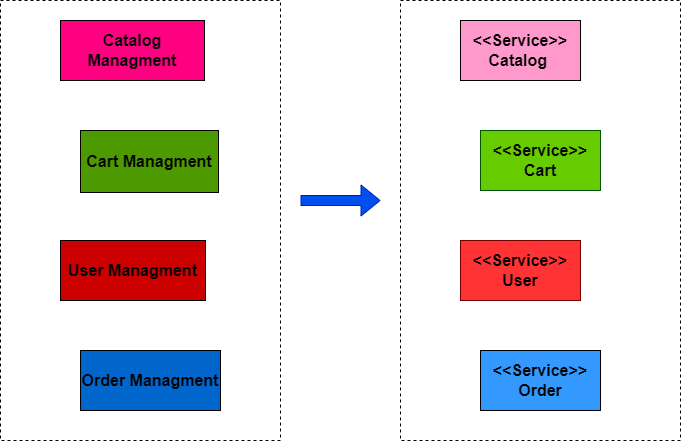 Catalog
Managment
Cart Managment
User Managment
Order Managment
<<Service>>
Catalog
<<Service>>
Cart
<<Service>>
User
<<Service>>
Order